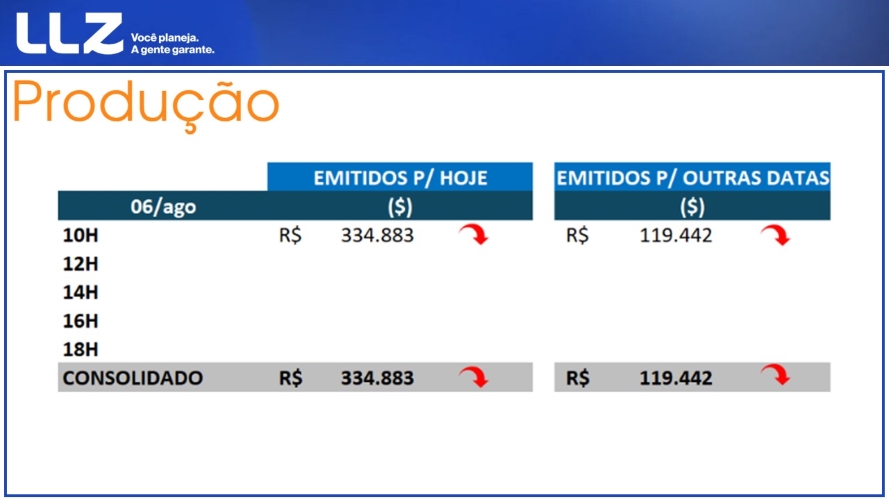 LLZ Você planeja.
A gente garante.
Produção
EMITIDOS P/ HOJE EMITIDOS P/ OUTRAS DATAS
06/ago ($) ($)
10H R$ 334.883 R$ 119.442
12H
14H
16H
18H
CONSOLIDADO R$ 334.883 R$ 119.442